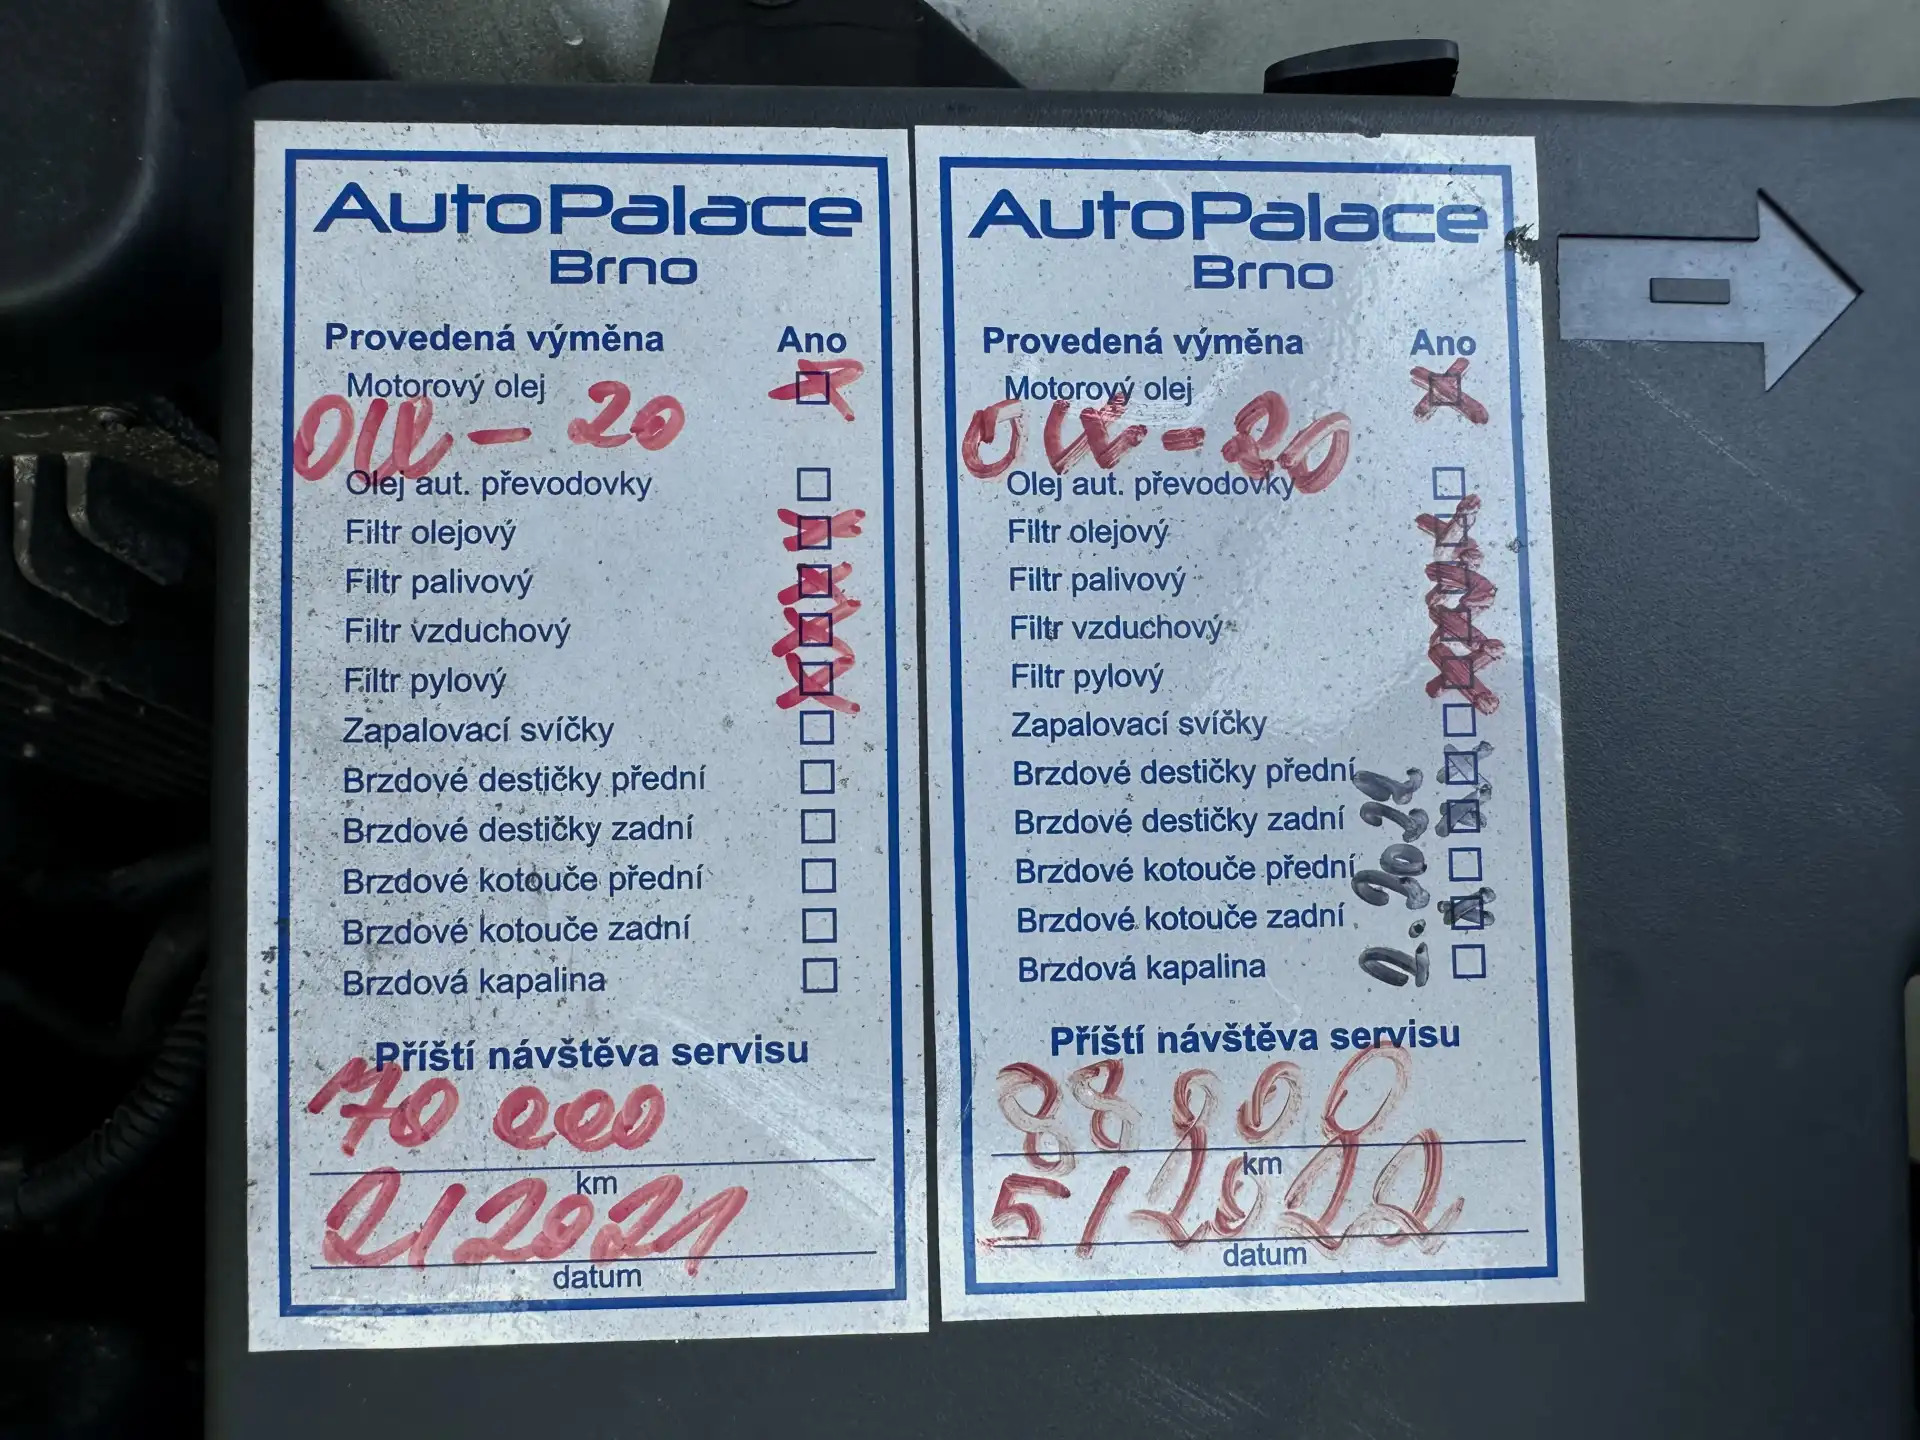 AutoPalace
Brno
Provedená výměna Ano
Motorový olej
0W-20
Olej aut. převodovky
Filtr olejový
Filtr palivový
Filtr vzduchový
Filtr pylový
Zapalovací svíčky
Brzdové destičky přední
Brzdové destičky zadní
Brzdové kotouče přední
Brzdové kotouče zadní
Brzdová kapalina
Příští návštěva servisu
70 000
km
2/2021
datum
AutoPalace
Brno
Provedená výměna Ano
Motorový olej
0W-20
Olej aut. převodovky
Filtr olejový
Filtr palivový
Filtr vzduchový
Filtr pylový
Zapalovací svíčky
Brzdové destičky přední
Brzdové destičky zadní
Brzdové kotouče přední
Brzdové kotouče zadní
Brzdová kapalina
Příští návštěva servisu
km
5/2022
datum